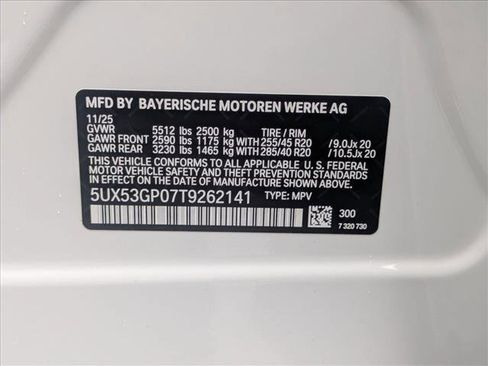 MFD BY BAYERISCHE MOTOREN WERKE AG
11/25
GVWR 5512 lbs 2500 kg TIRE / RIM
GAWR FRONT 2590 lbs 1175 kg WITH 255/45 R20 /9.0Jx 20
GAWR REAR 3230 lbs 1465 kg WITH 285/40 R20 /10.5Jx 20
THIS VEHICLE CONFORMS TO ALL APPLICABLE U. S. FEDERAL
MOTOR VEHICLE SAFETY AND THEFT PREVENTION STANDARDS
IN EFFECT ON THE DATE OF MANUFACTURE SHOWN ABOVE.
5UX53GP07T9262141 TYPE: MPV
300
7 320 730